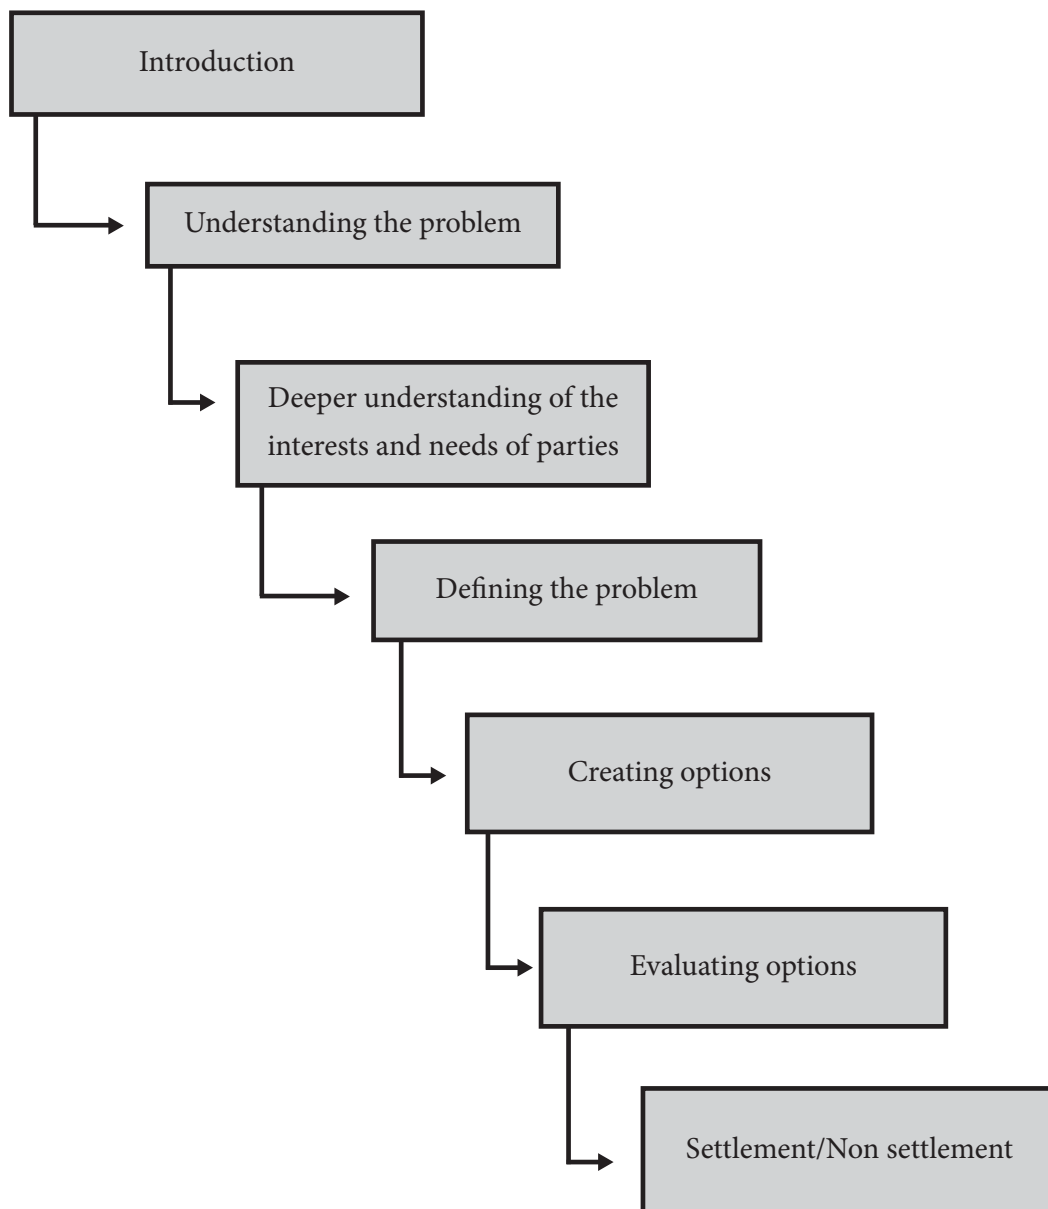 Introduction
Understanding the problem
Deeper understanding of the
interests and needs of parties
Defining the problem
Creating options
Evaluating options
Settlement/Non settlement